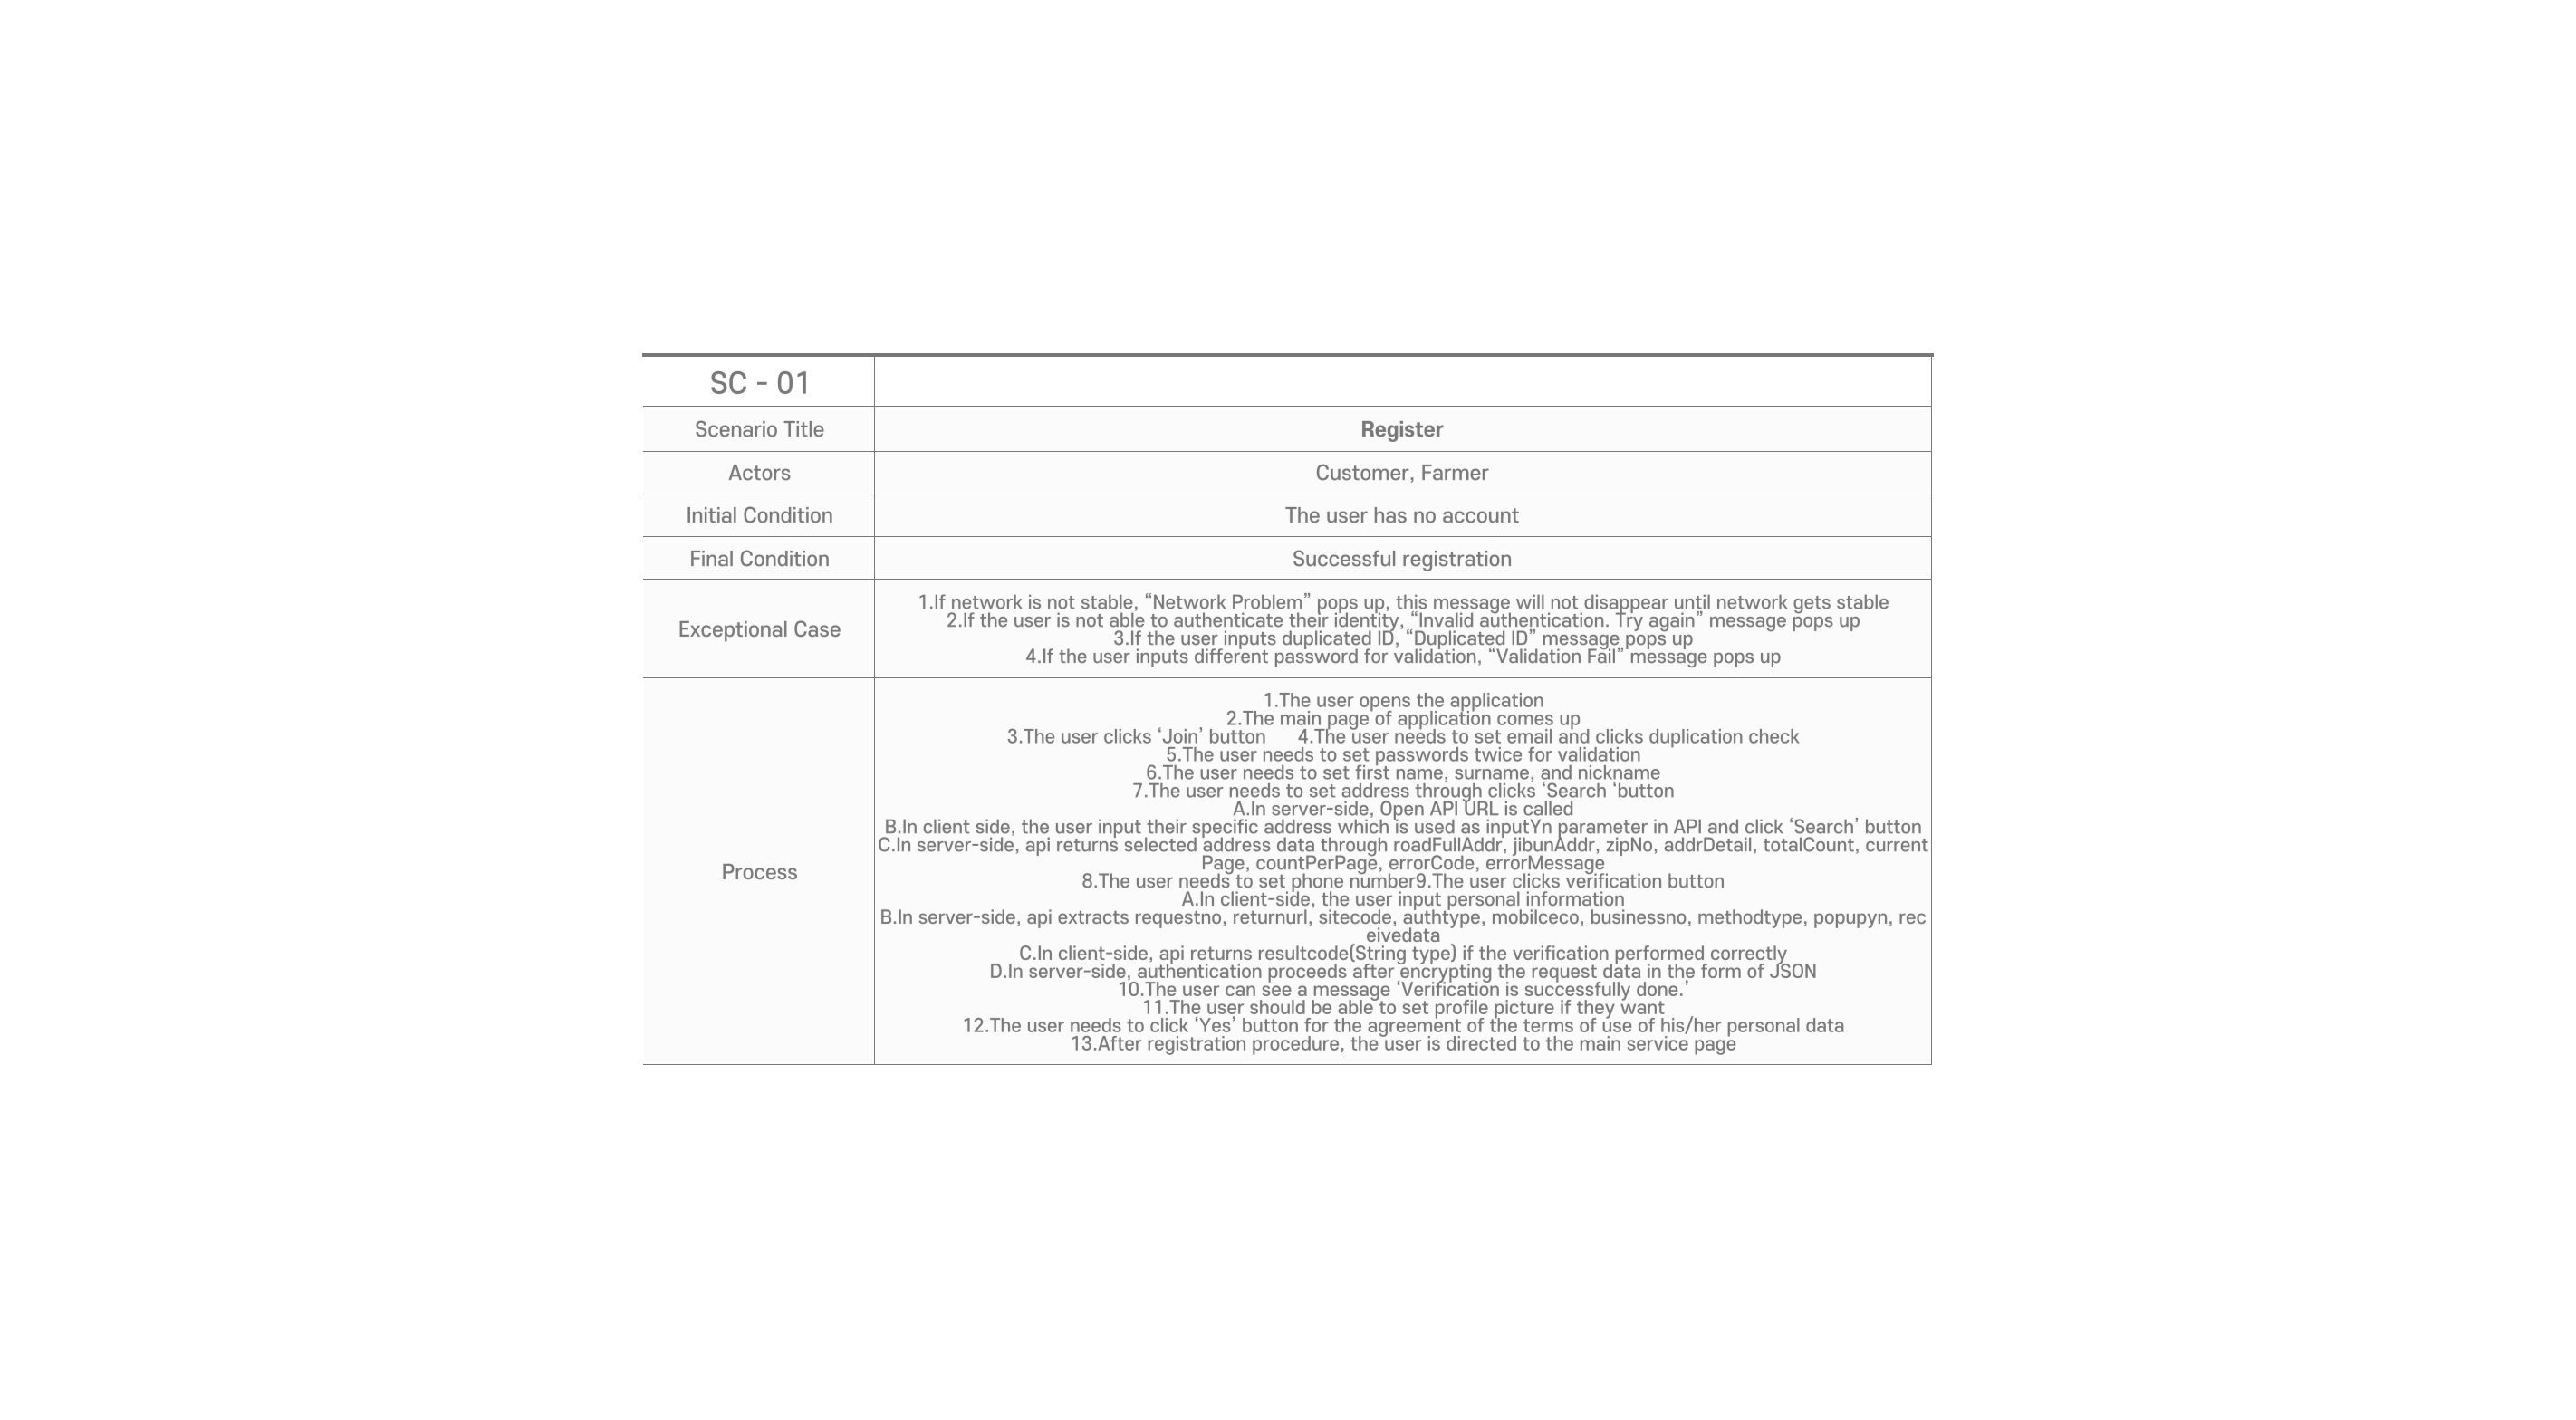 SC - 01
Scenario Title
Register
Actors
Customer, Farmer
Initial Condition
The user has no account
Final Condition
Successful registration
Exceptional Case
1.If network is not stable, “Network Problem” pops up, this message will not disappear until network gets stable
2.If the user is not able to authenticate their identity, “Invalid authentication. Try again” message pops up
3.If the user inputs duplicated ID, “Duplicated ID” message pops up
4.If the user inputs different password for validation, “Validation Fail” message pops up
Process
1.The user opens the application
2.The main page of application comes up
3.The user clicks ‘Join’ button 4.The user needs to set email and clicks duplication check
5.The user needs to set passwords twice for validation
6.The user needs to set first name, surname, and nickname
7.The user needs to set address through clicks ‘Search ‘button
A.In server-side, Open API URL is called
B.In client side, the user input their specific address which is used as inputYn parameter in API and click ‘Search’ button
C.In server-side, api returns selected address data through roadFullAddr, jibunAddr, zipNo, addrDetail, totalCount, current
Page, countPerPage, errorCode, errorMessage
8.The user needs to set phone number9.The user clicks verification button
A.In client-side, the user input personal information
B.In server-side, api extracts requestno, returnurl, sitecode, authtype, mobilceco, businessno, methodtype, popupyn, rec
eivedata
C.In client-side, api returns resultcode(String type) if the verification performed correctly
D.In server-side, authentication proceeds after encrypting the request data in the form of JSON
10.The user can see a message ‘Verification is successfully done.’
11.The user should be able to set profile picture if they want
12.The user needs to click ‘Yes’ button for the agreement of the terms of use of his/her personal data
13.After registration procedure, the user is directed to the main service page